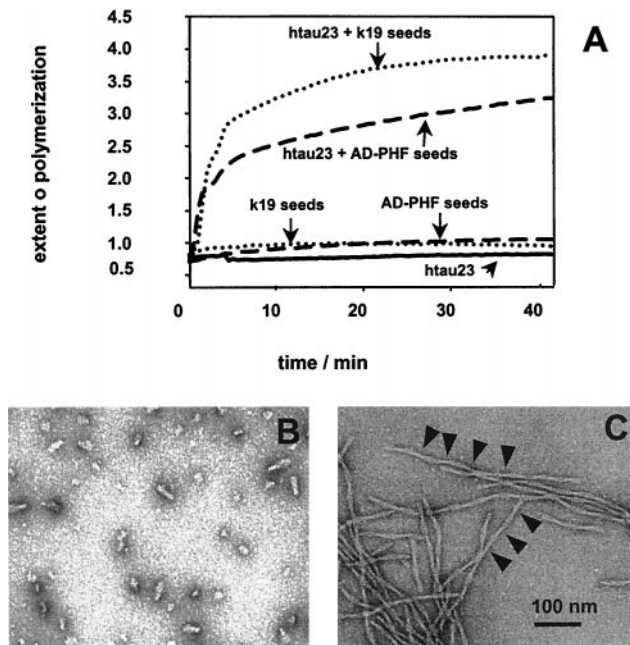 A
htau23 + k19 seeds
htau23 + AD-PHF seeds
k19 seeds
AD-PHF seeds
htau23
extent o polymerization
4.5
4.0
3.5
3.0
2.5
2.0
1.5
1.0
0.5
0 10 20 30 40
time / min
B
C
100 nm